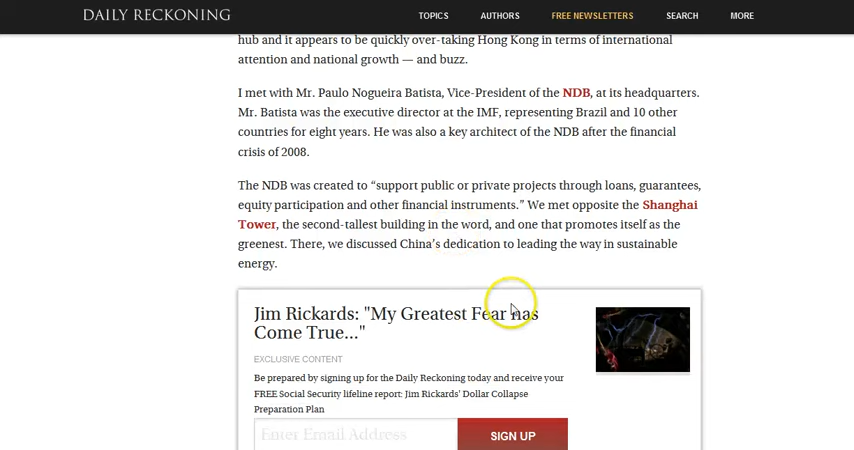 DAILY RECKONING
TOPICS AUTHORS FREE NEWSLETTERS SEARCH MORE
hub and it appears to be quickly over-taking Hong Kong in terms of international
attention and national growth — and buzz.
I met with Mr. Paulo Nogueira Batista, Vice-President of the NDB, at its headquarters.
Mr. Batista was the executive director at the IMF, representing Brazil and 10 other
countries for eight years. He was also a key architect of the NDB after the financial
crisis of 2008.
The NDB was created to “support public or private projects through loans, guarantees,
equity participation and other financial instruments.” We met opposite the Shanghai
Tower, the second-tallest building in the word, and one that promotes itself as the
greenest. There, we discussed China’s dedication to leading the way in sustainable
energy.
Jim Rickards: "My Greatest Fear has
Come True..."
EXCLUSIVE CONTENT
Be prepared by signing up for the Daily Reckoning today and receive your
FREE Social Security lifeline report: Jim Rickards' Dollar Collapse
Preparation Plan
Enter Email Address
SIGN UP